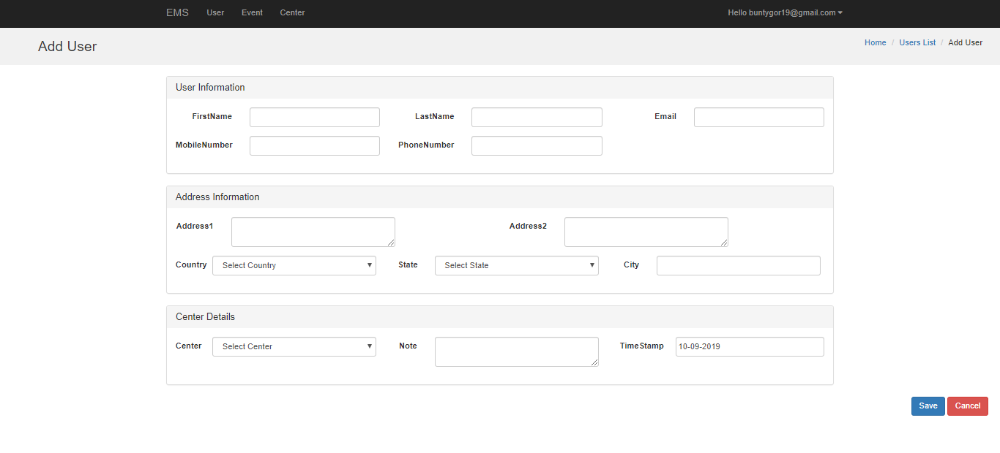 EMS User Event Center Hello buntygor19@gmail.com
Add User Home / Users List / Add User
User Information
FirstName LastName Email
MobileNumber PhoneNumber
Address Information
Address1 Address2
Country Select Country State Select State City
Center Details
Center Select Center Note TimeStamp 10-09-2019
Save Cancel